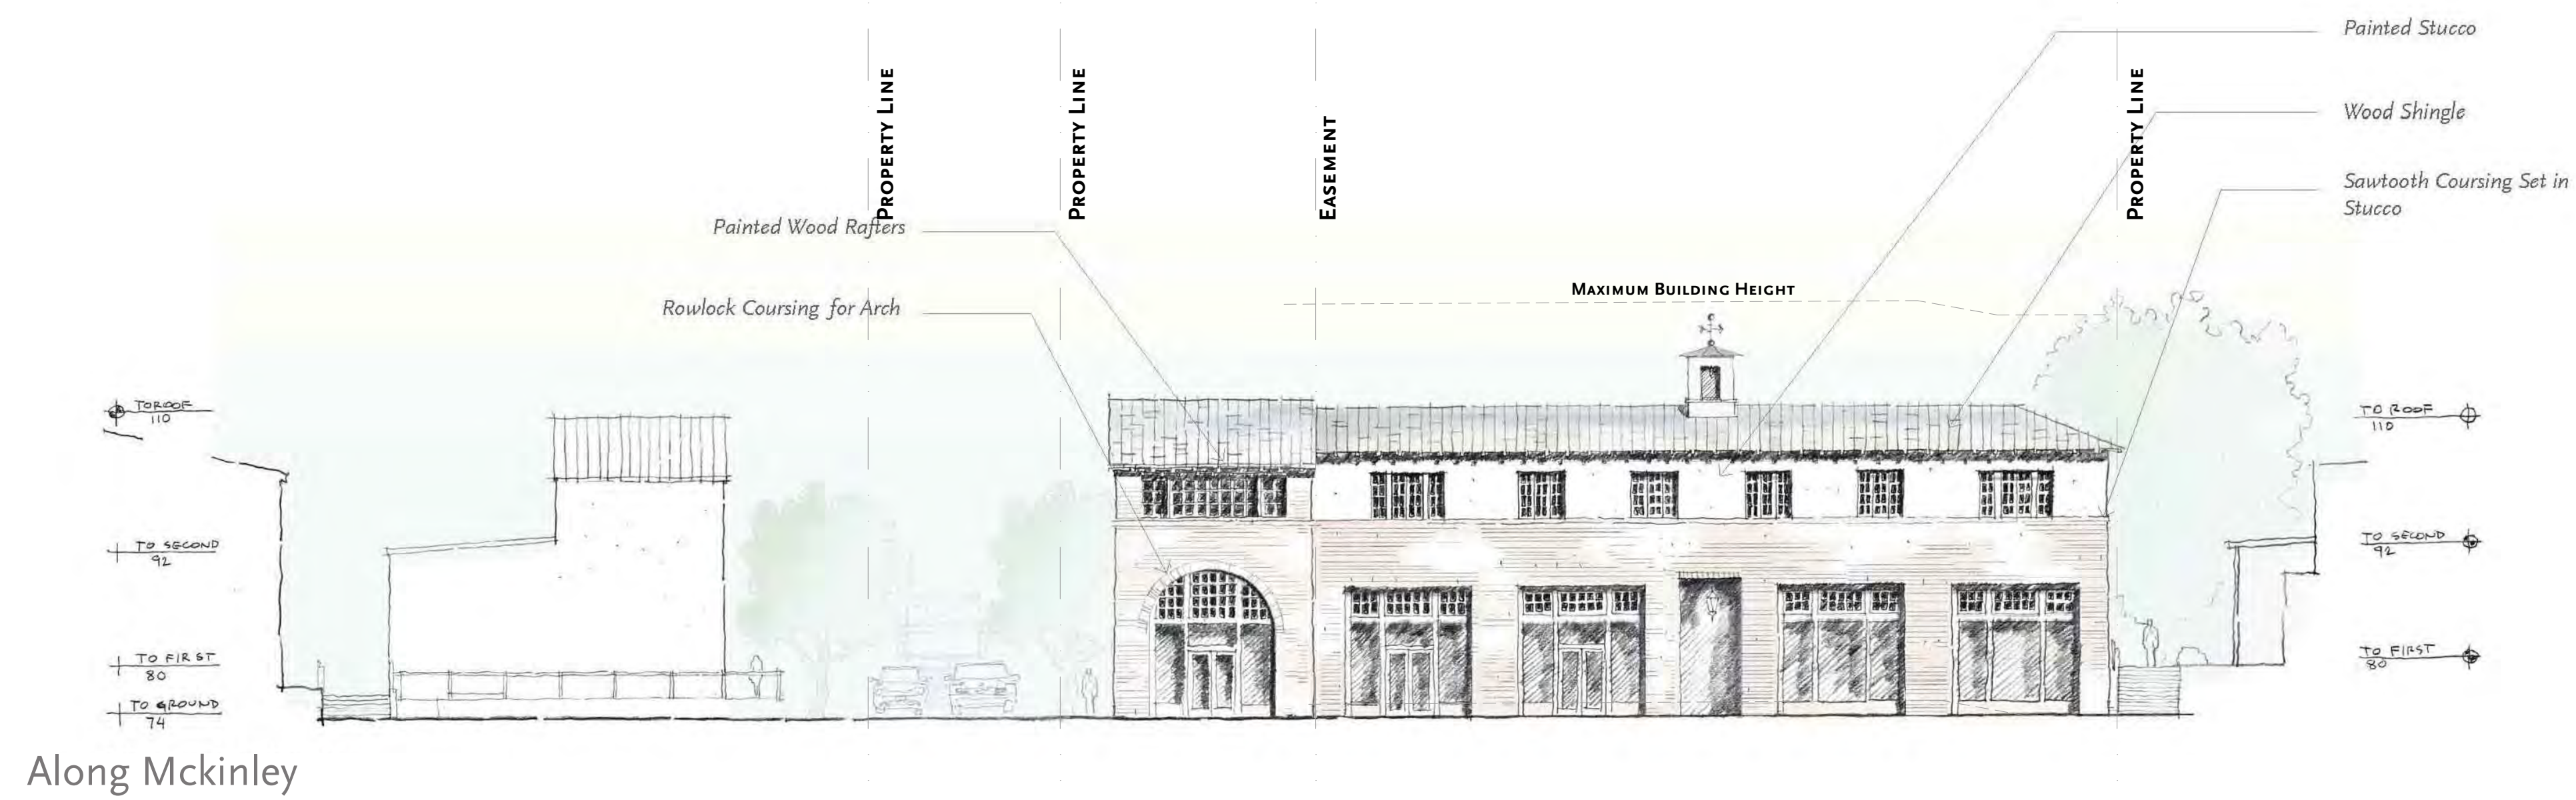 Painted Stucco
Wood Shingle
Sawtooth Coursing Set in
Stucco
Property Line
Property Line
Easement
Property Line
Painted Wood Rafters
Rowlock Coursing for Arch
Maximum Building Height
TO ROOF
110
TO SECOND
92
TO FIRST
80
TO GROUND
74
TO ROOF
110
TO SECOND
92
TO FIRST
80
Along Mckinley